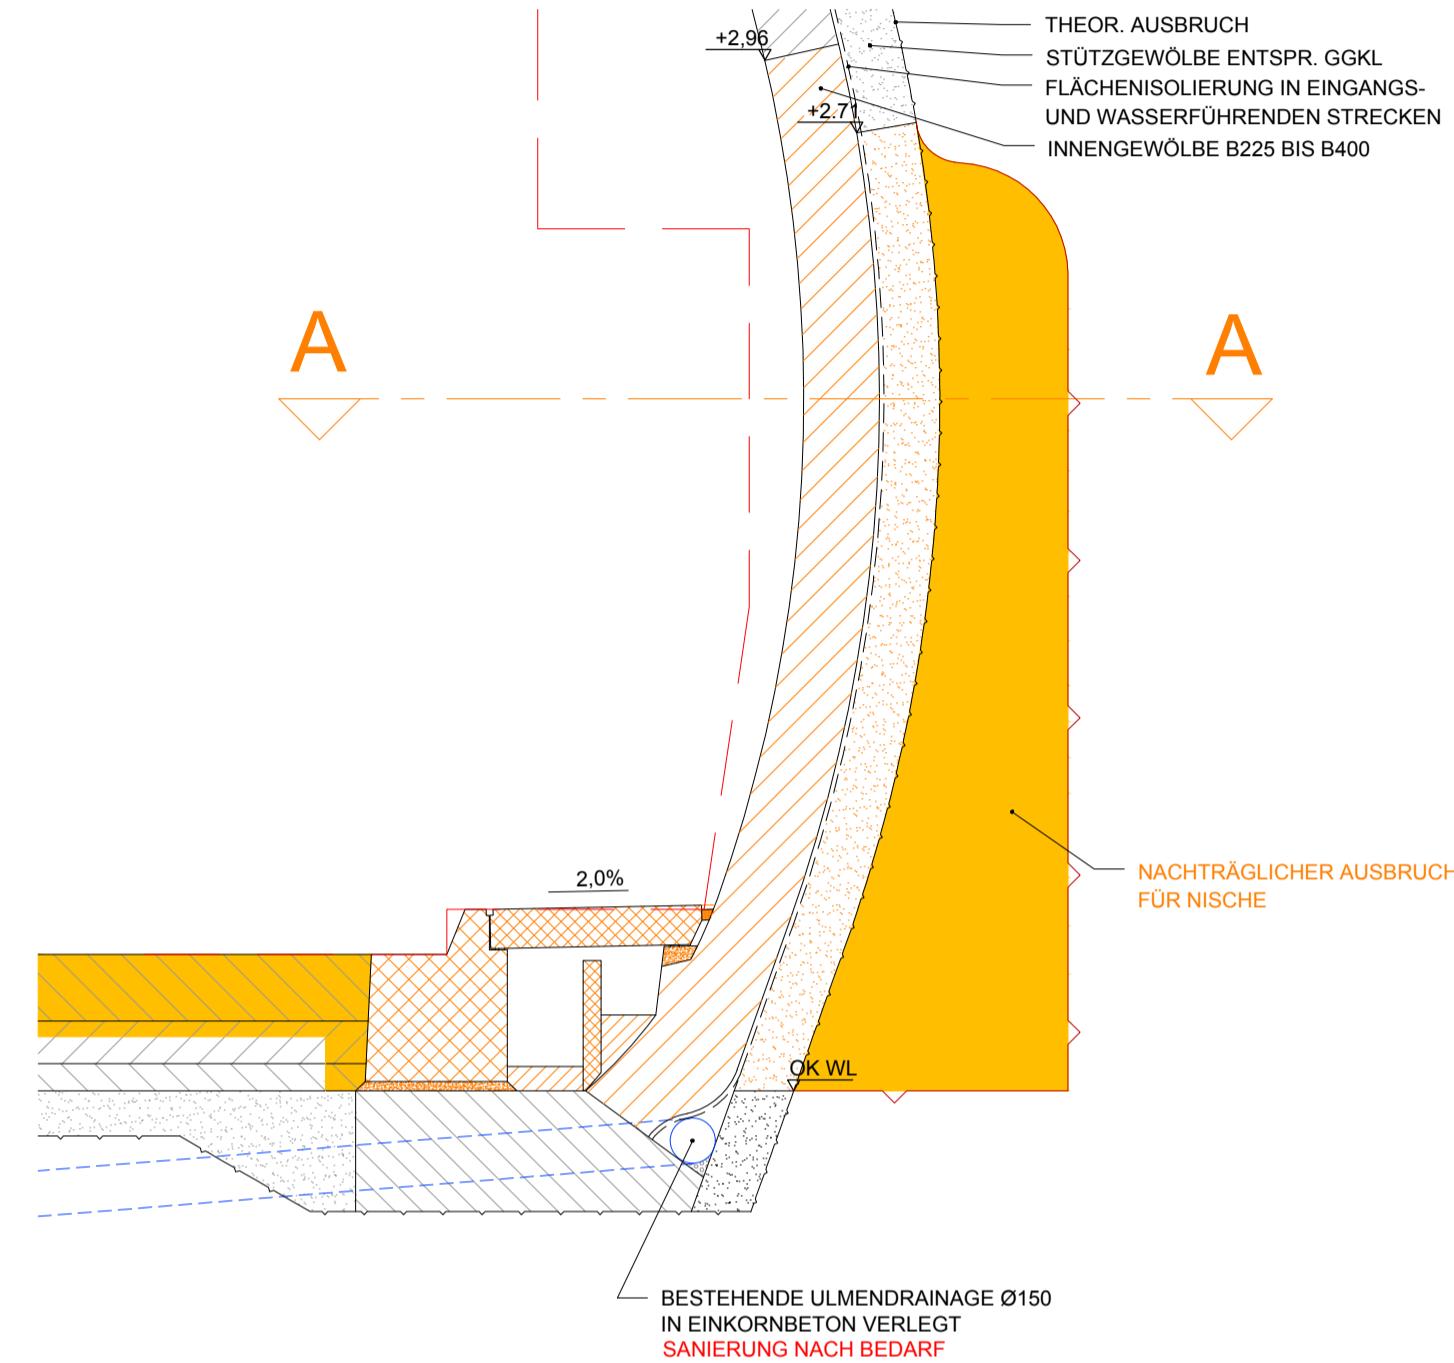 THEOR. AUSBRUCH
+2,96
STÜTZGEWÖLBE ENTSPR. GGKL
FLÄCHENISOLIERUNG IN EINGANGS-
UND WASSERFÜHRENDEN STRECKEN
+2.71
INNENGEWÖLBE B225 BIS B400
A A
NACHTRÄGLICHER AUSBRUCH
FÜR NISCHE
2,0%
OK WL
BESTEHENDE ULMENDRAINAGE Ø150
IN EINKORNBETON VERLEGT
SANIERUNG NACH BEDARF